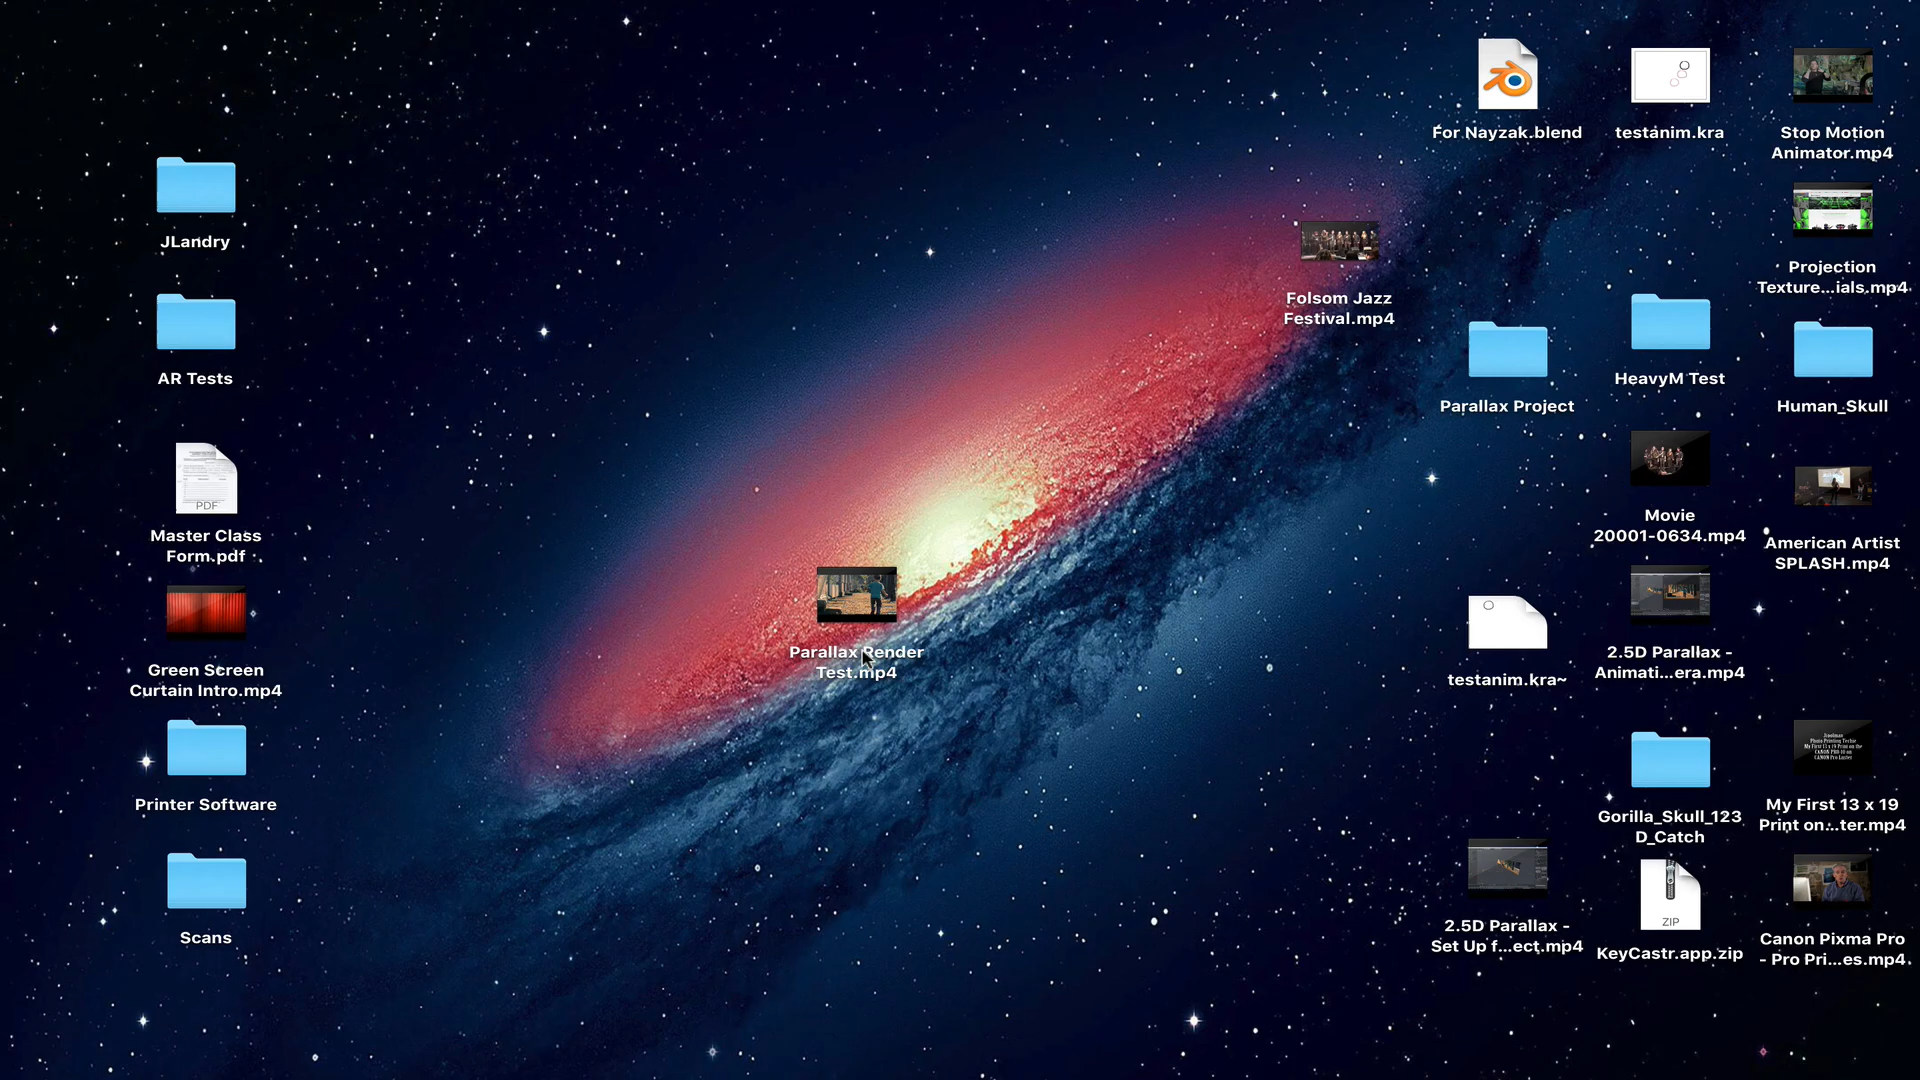 For Nayzak.blend
testanim.kra
Stop Motion
Animator.mp4
JLandry
Projection
Texture...ials.mp4
Folsom Jazz
Festival.mp4
AR Tests
Parallax Project
HeavyM Test
Human_Skull
PDF
Master Class
Form.pdf
Movie
20001-0634.mp4
American Artist
SPLASH.mp4
Green Screen
Curtain Intro.mp4
Parallax Render
Test.mp4
testanim.kra~
2.5D Parallax -
Animati...era.mp4
Printer Software
Gorilla_Skull_123
D_Catch
My First 13 x 19
Print on...ter.mp4
Scans
2.5D Parallax -
Set Up f...ect.mp4
ZIP
KeyCastr.app.zip
Canon Pixma Pro
- Pro Pri...es.mp4